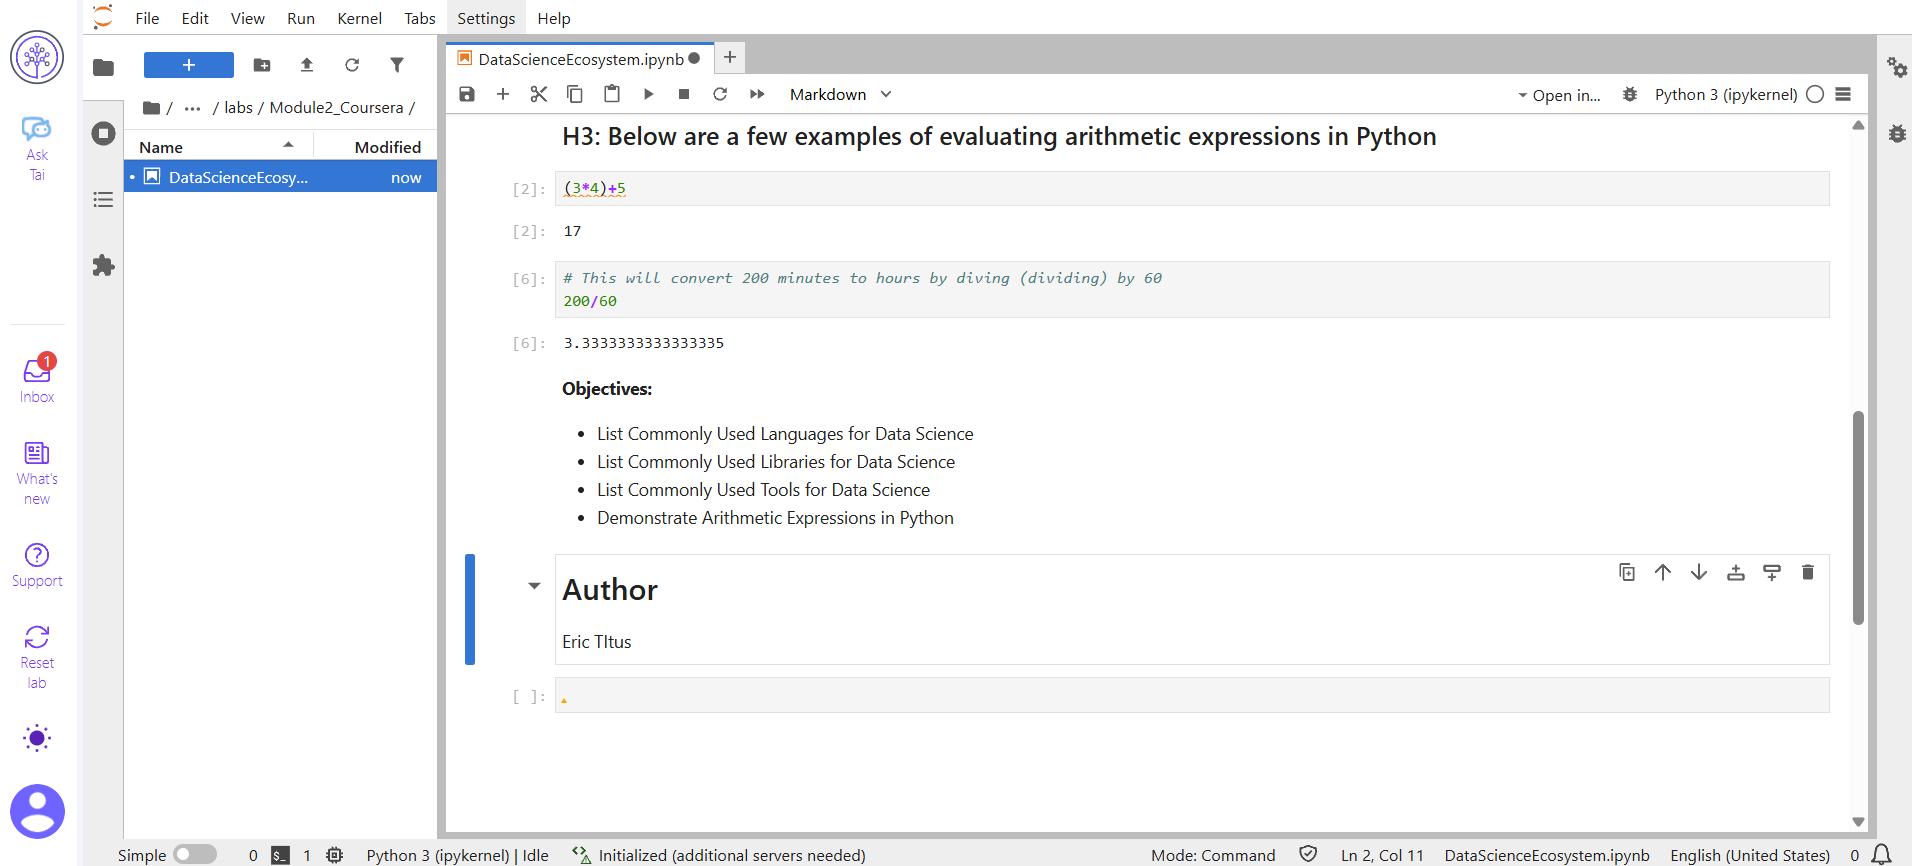 File Edit View Run Kernel Tabs Settings Help
Ask
Tai
1
Inbox
What's
new
Support
Reset
lab
/ ··· / labs / Module2_Coursera /
Name Modified
DataScienceEcosy... now
DataScienceEcosystem.ipynb
Markdown
Open in...
Python 3 (ipykernel)
H3: Below are a few examples of evaluating arithmetic expressions in Python
[2]: (3*4)+5
[2]: 17
[6]: # This will convert 200 minutes to hours by diving (dividing) by 60
200/60
[6]: 3.3333333333333335
Objectives:
• List Commonly Used Languages for Data Science
• List Commonly Used Libraries for Data Science
• List Commonly Used Tools for Data Science
• Demonstrate Arithmetic Expressions in Python
Author
Eric TItus
[ ]:
Simple 0 $_ 1 Python 3 (ipykernel) | Idle Initialized (additional servers needed) Mode: Command Ln 2, Col 11 DataScienceEcosystem.ipynb English (United States) 0